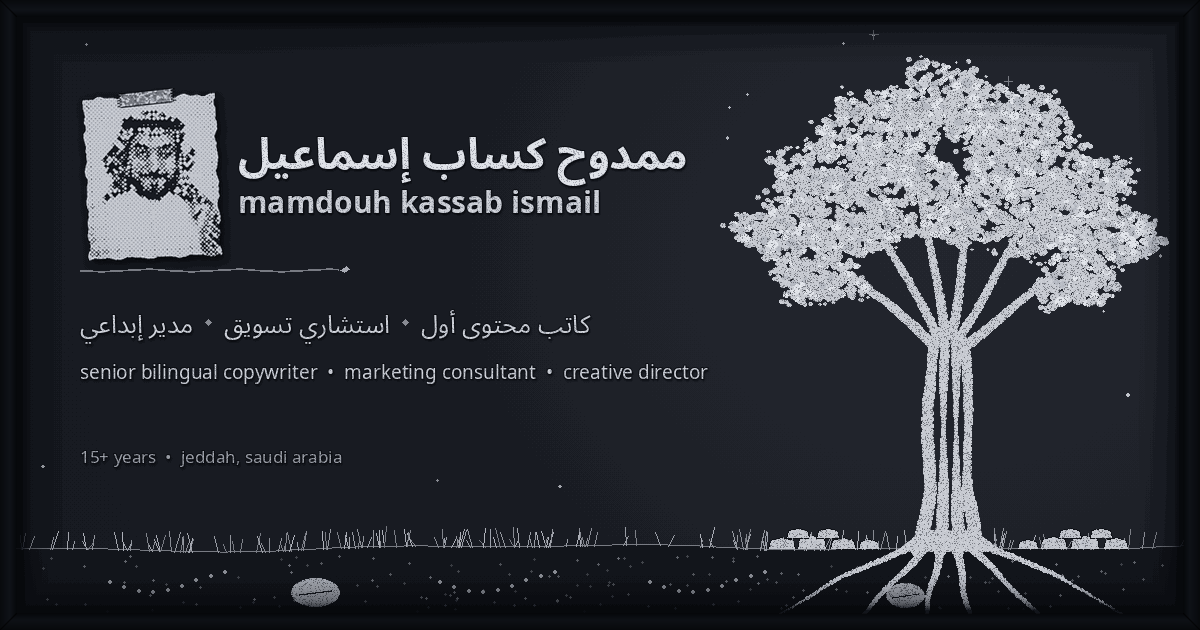 ممدوح كساب إسماعيل
mamdouh kassab ismail
كاتب محتوى أول ◆ استشاري تسويق ◆ مدير إبداعي
senior bilingual copywriter • marketing consultant • creative director
15+ years • jeddah, saudi arabia